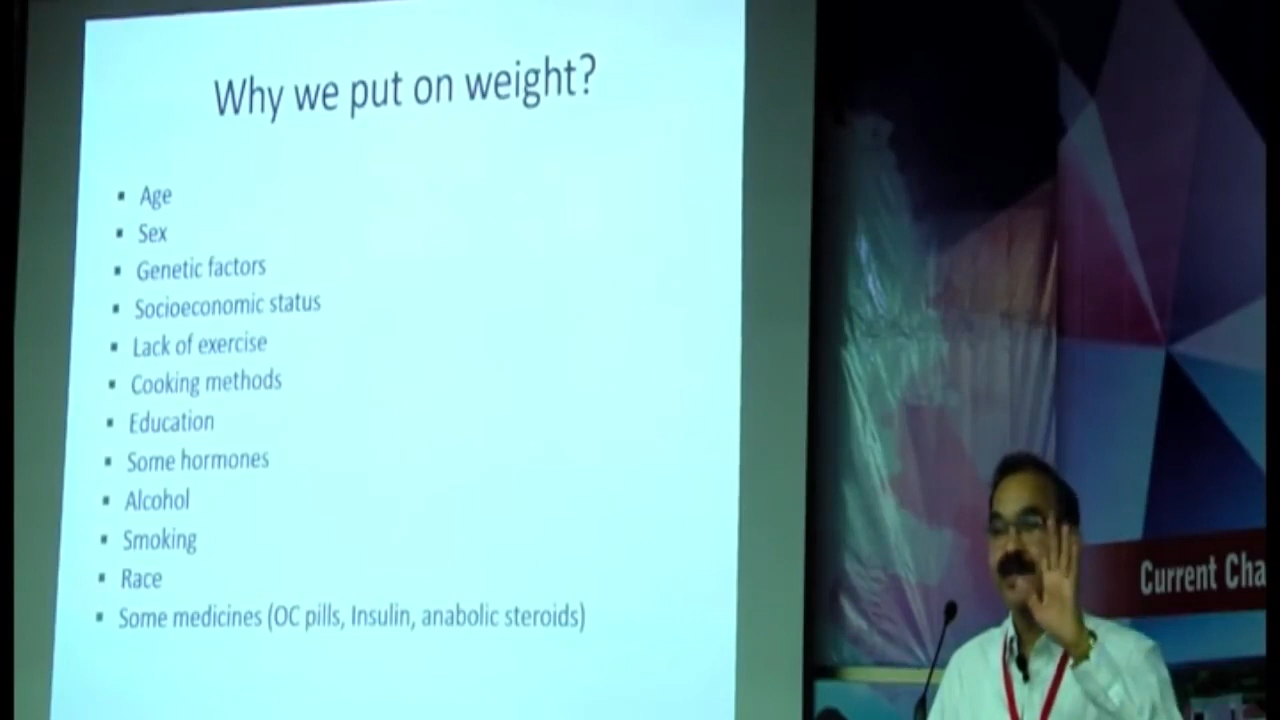 Why we put on weight?
▪ Age
▪ Sex
▪ Genetic factors
▪ Socioeconomic status
▪ Lack of exercise
▪ Cooking methods
▪ Education
▪ Some hormones
▪ Alcohol
▪ Smoking
▪ Race
▪ Some medicines (OC pills, Insulin, anabolic steroids)
Current Cha